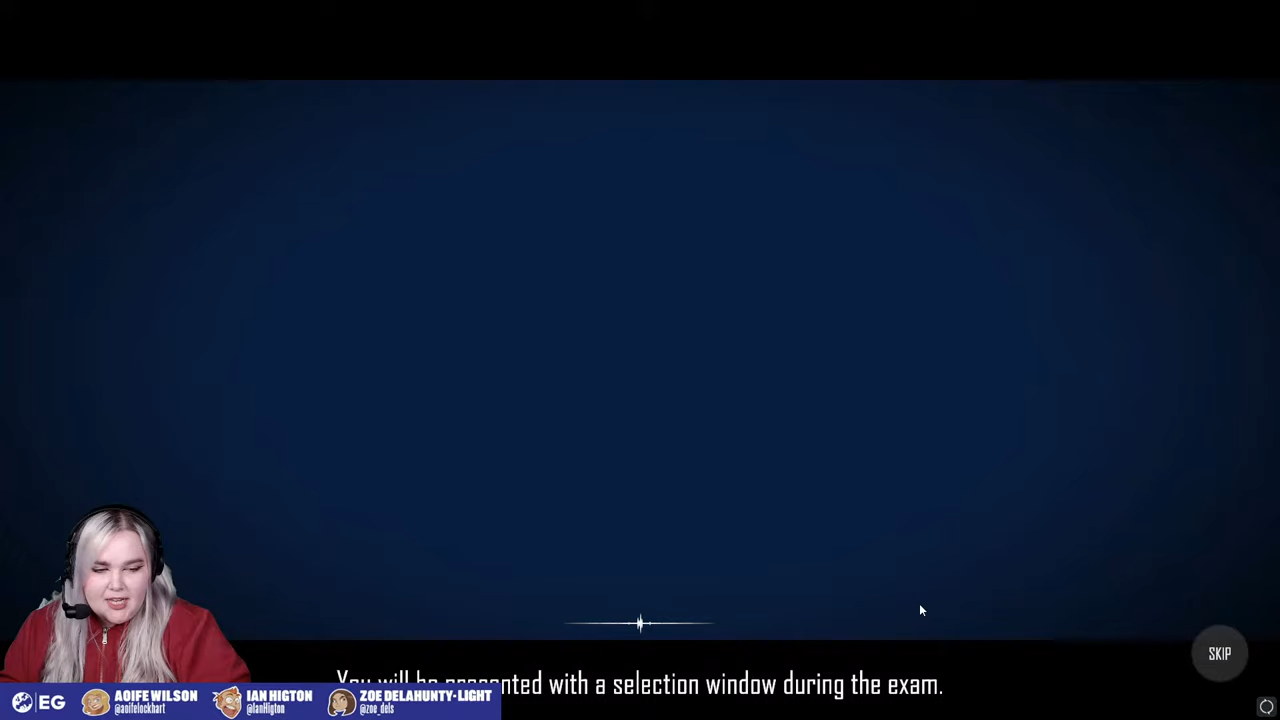 SKIP
You will be presented with a selection window during the exam.
EG
AOIFE WILSON
@aoifelockhart
IAN HIGTON
@IanHigton
ZOE DELAHUNTY-LIGHT
@zoe_dels